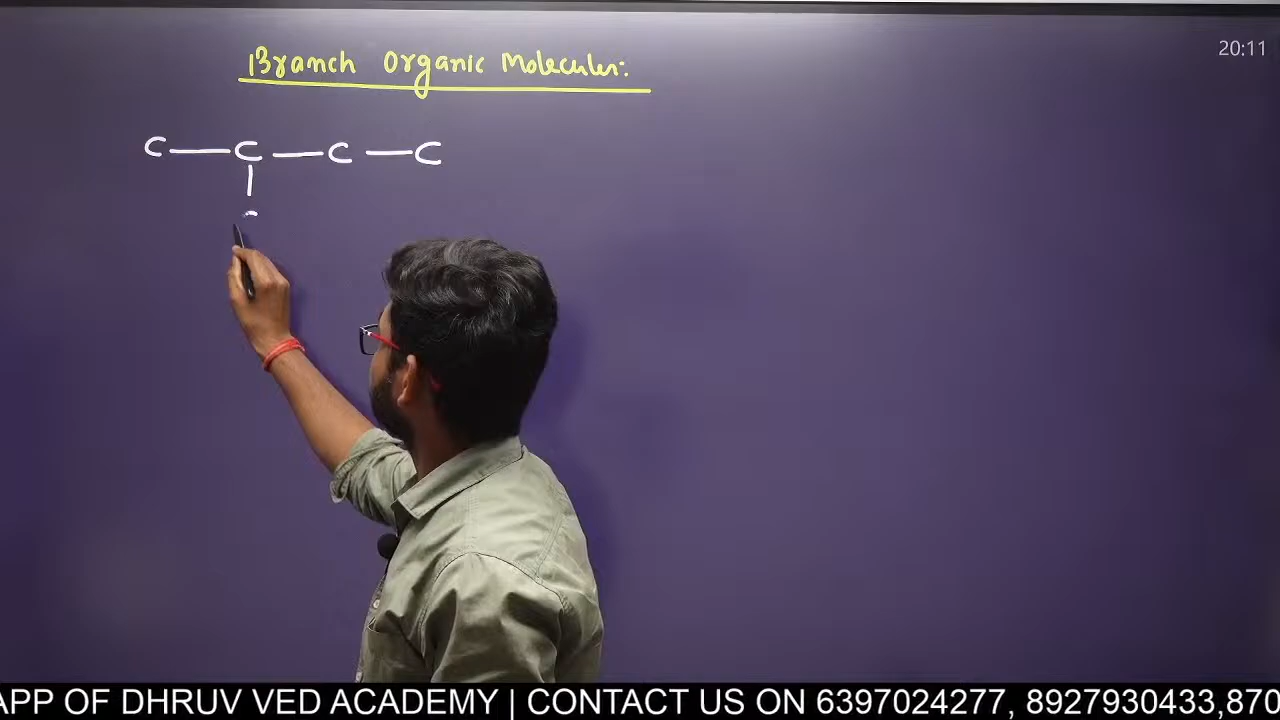 20:11
Branch Organic Molecules:
C — C — C — C
|
APP OF DHRUV VED ACADEMY | CONTACT US ON 6397024277, 8927930433,870